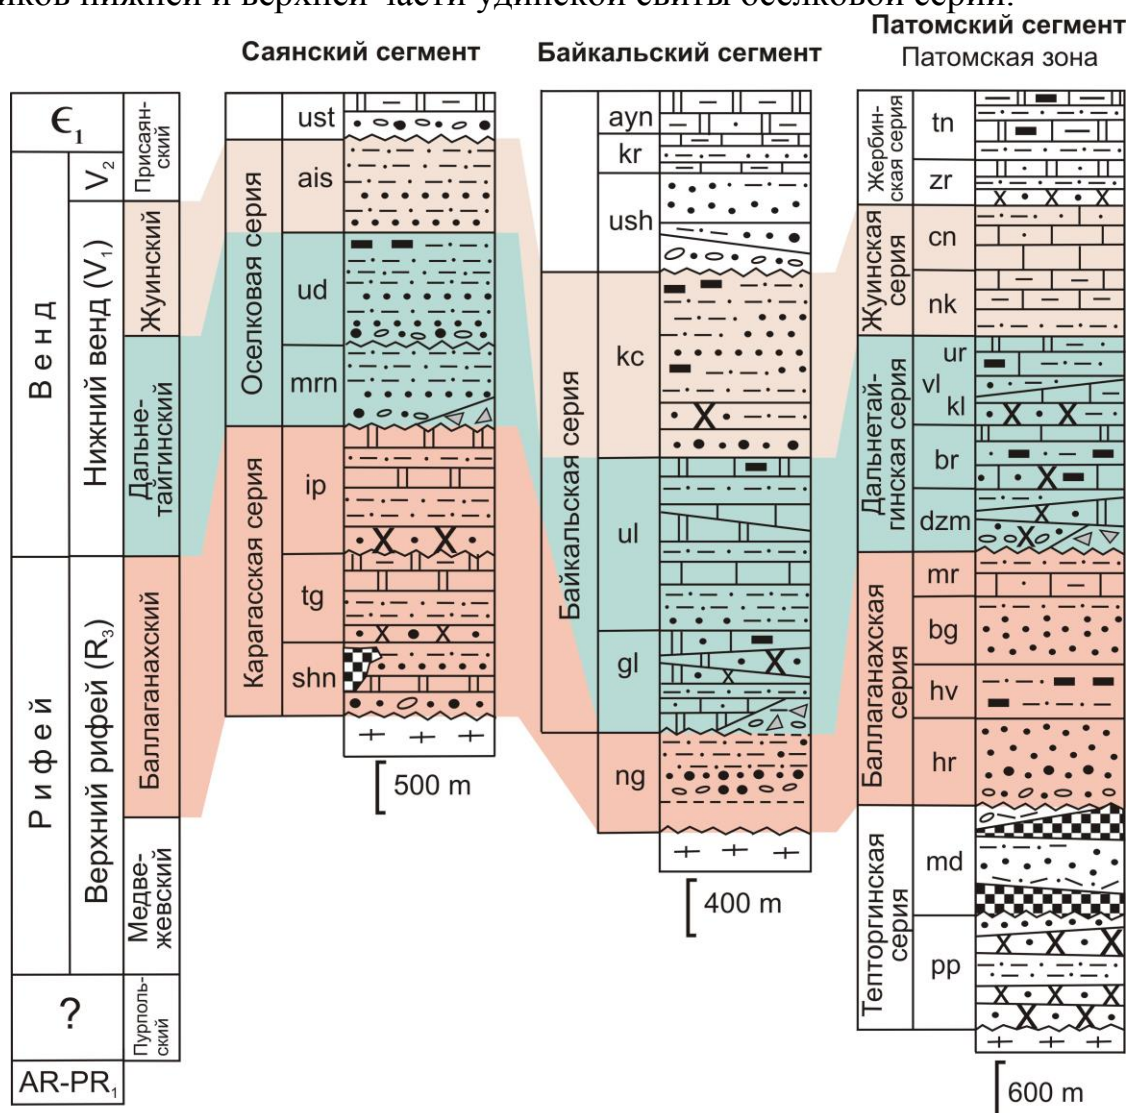 ков нижней и верхней части удинской свиты оселковой серии.
Саянский сегмент
Байкальский сегмент
Патомский сегмент
Патомская зона
Є₁
V₂
Венд
Нижний венд (V₁)
Рифей
Верхний рифей (R₃)
?
AR-PR₁
Присаян-
ский
Жуинский
Дальне-
тайгинский
Баллаганахский
Медве-
жевский
Пурполь-
ский
Оселковая серия
Карагасская серия
ust
ais
ud
mrn
ip
tg
shn
500 m
Байкальская серия
ayn
kr
ush
kc
ul
gl
ng
400 m
Жербин-
ская серия
Жуинская
серия
Дальнетай-
гинская серия
Баллаганахская
серия
Тепторгинская
серия
tn
zr
cn
nk
ur
vl
kl
br
dzm
mr
bg
hv
hr
md
pp
600 m